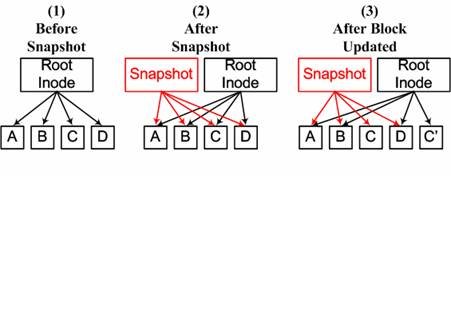 (1)
Before
Snapshot
Root
Inode
A B C D
(2)
After
Snapshot
Snapshot
Root
Inode
A B C D
(3)
After Block
Updated
Snapshot
Root
Inode
A B C D C'